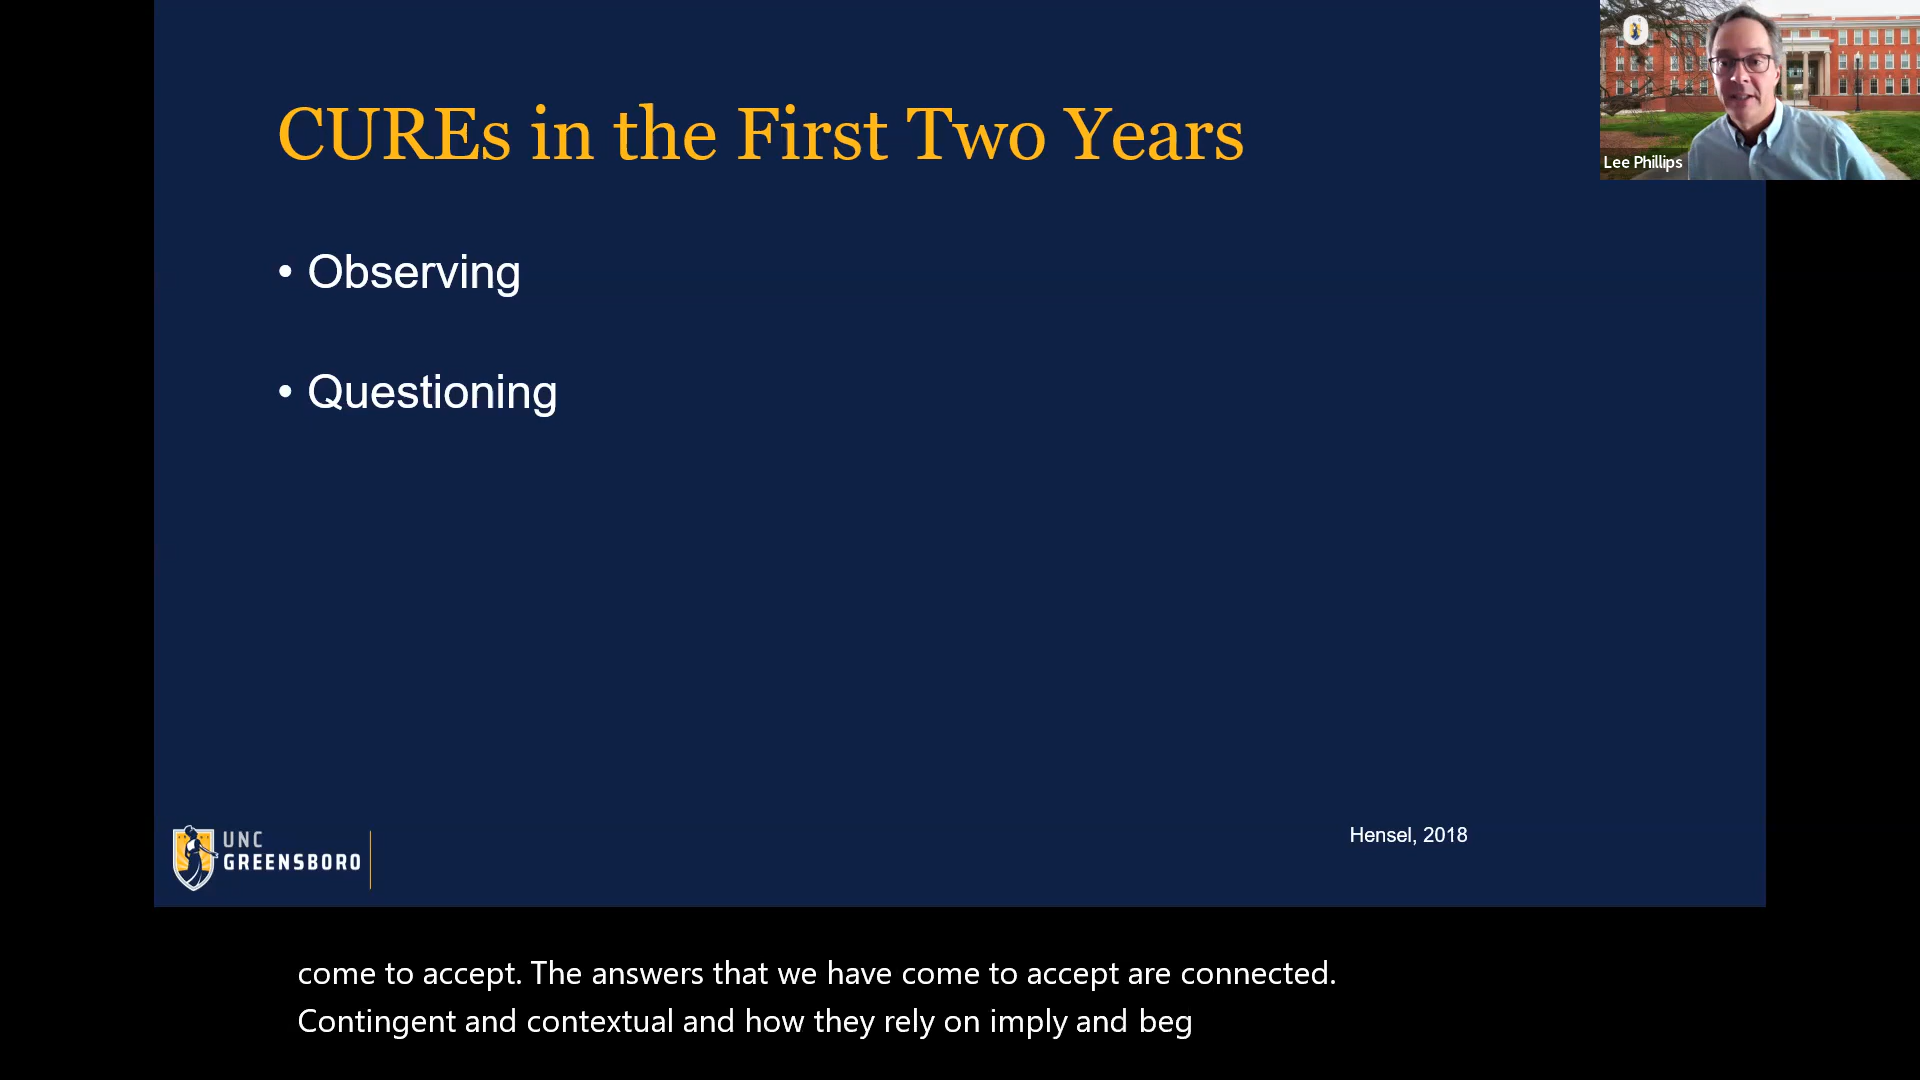 CUREs in the First Two Years
Lee Phillips
• Observing
• Questioning
UNC
GREENSBORO
Hensel, 2018
come to accept. The answers that we have come to accept are connected.
Contingent and contextual and how they rely on imply and beg